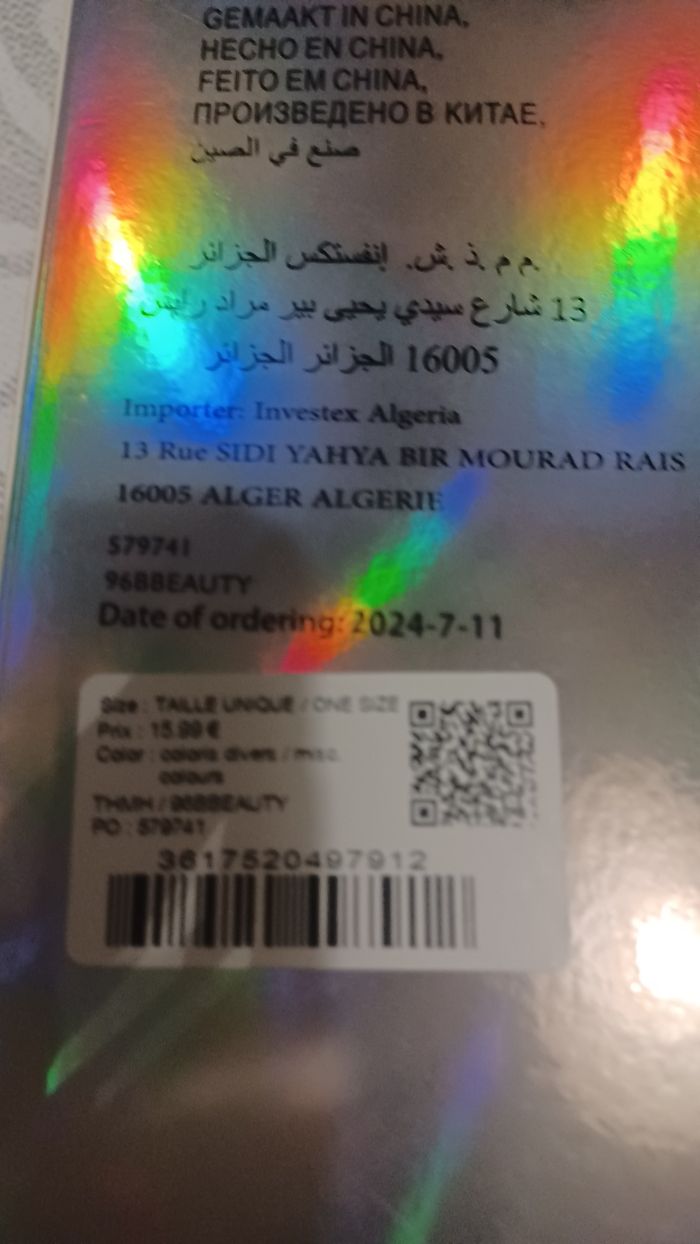 GEMAAKT IN CHINA,
HECHO EN CHINA,
FEITO EM CHINA,
ПРОИЗВЕДЕНО В КИТАЕ,
صنع في الصين
م م. ذ. ش. إنفستكس الجزائر
13 شارع سيدي يحيى بير مراد رايس
16005 الجزائر الجزائر
Importer: Investex Algeria
13 Rue SIDI YAHYA BIR MOURAD RAIS
16005 ALGER ALGERIE
579741
96BBEAUTY
Date of ordering: 2024-7-11
Size : TAILLE UNIQUE / ONE SIZE
Prix : 15.99 €
Color : coloris divers / misc.
colours
THMH / 96BBEAUTY
PO : 579741
3617520497912